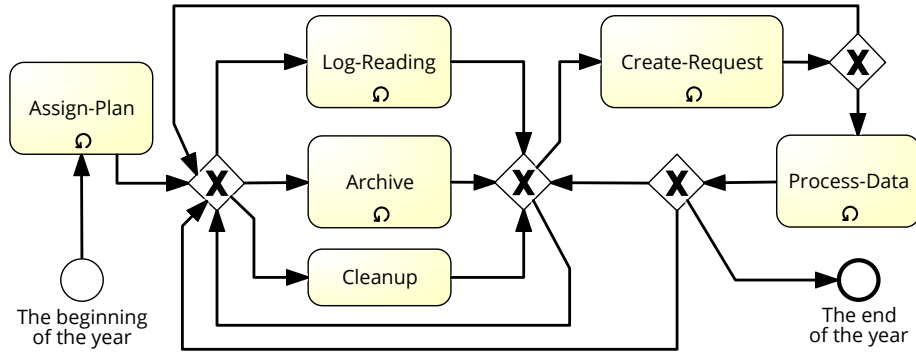 Log-Reading
Create-Request
Assign-Plan
X
X
Archive
X
X
Process-Data
Cleanup
The beginning
of the year
The end
of the year